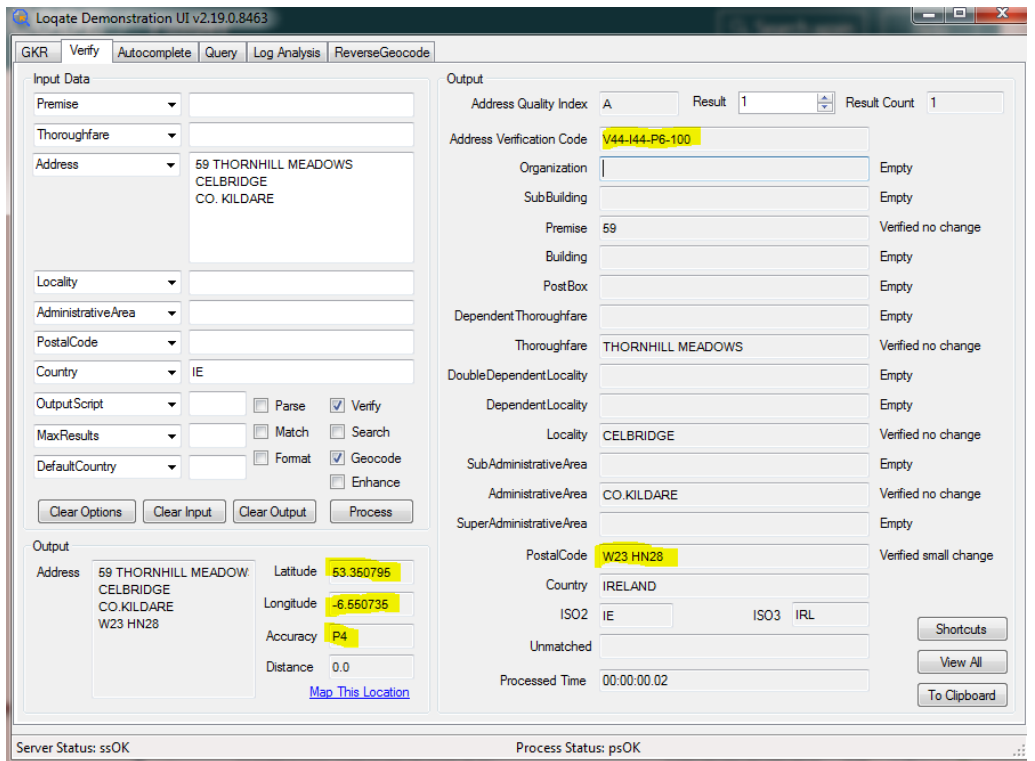 Loqate Demonstration UI v2.19.0.8463
GKR Verify Autocomplete Query Log Analysis ReverseGeocode
Input Data
Premise
Thoroughfare
Address 59 THORNHILL MEADOWS
CELBRIDGE
CO. KILDARE
Locality
AdministrativeArea
PostalCode
Country IE
OutputScript Parse Verify
MaxResults Match Search
DefaultCountry Format Geocode
Enhance
Clear Options Clear Input Clear Output Process
Output
Address 59 THORNHILL MEADOW
CELBRIDGE
CO.KILDARE
W23 HN28
Latitude 53.350795
Longitude -6.550735
Accuracy P4
Distance 0.0
Map This Location
Output
Address Quality Index A Result 1 Result Count 1
Address Verification Code V44-I44-P6-100
Organization Empty
SubBuilding Empty
Premise 59 Verified no change
Building Empty
PostBox Empty
DependentThoroughfare Empty
Thoroughfare THORNHILL MEADOWS Verified no change
DoubleDependentLocality Empty
DependentLocality Empty
Locality CELBRIDGE Verified no change
SubAdministrativeArea Empty
AdministrativeArea CO.KILDARE Verified no change
SuperAdministrativeArea Empty
PostalCode W23 HN28 Verified small change
Country IRELAND
ISO2 IE ISO3 IRL
Unmatched
Processed Time 00:00:00.02
Shortcuts
View All
To Clipboard
Server Status: ssOK Process Status: psOK